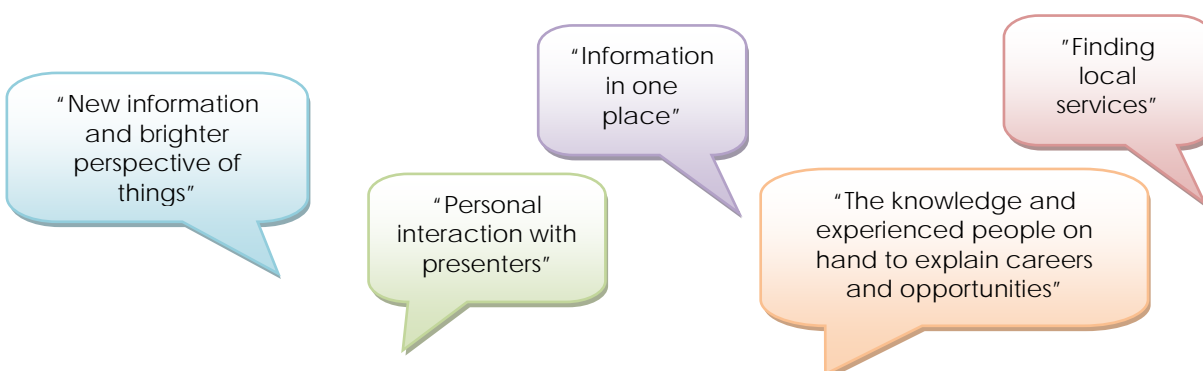 “New information
and brighter
perspective of
things”
“Personal
interaction with
presenters”
“Information
in one
place”
“The knowledge and
experienced people on
hand to explain careers
and opportunities”
”Finding
local
services”